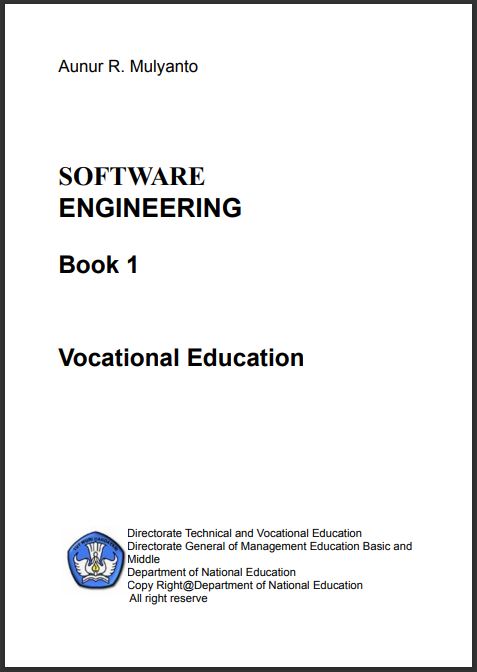 Aunur R. Mulyanto
SOFTWARE
ENGINEERING
Book 1
Vocational Education
TUT WURI HANDAYANI
Directorate Technical and Vocational Education
Directorate General of Management Education Basic and
Middle
Department of National Education
Copy Right@Department of National Education
All right reserve